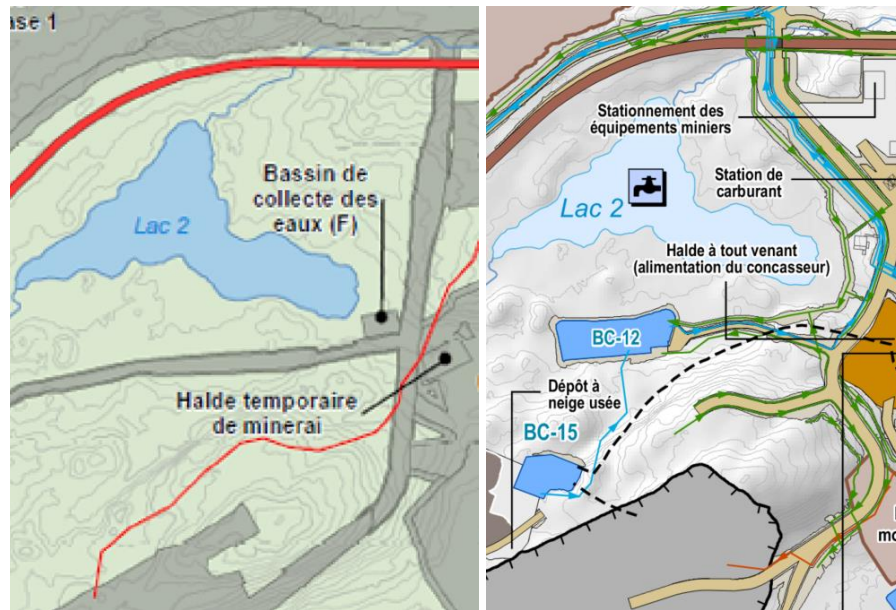 ase 1
Bassin de
collecte des
eaux (F)
Lac 2
Halde temporaire
de minerai
Stationnement des
équipements miniers
Station de
carburant
Lac 2
Halde à tout venant
(alimentation du concasseur)
BC-12
Dépôt à
neige usée
BC-15
mo